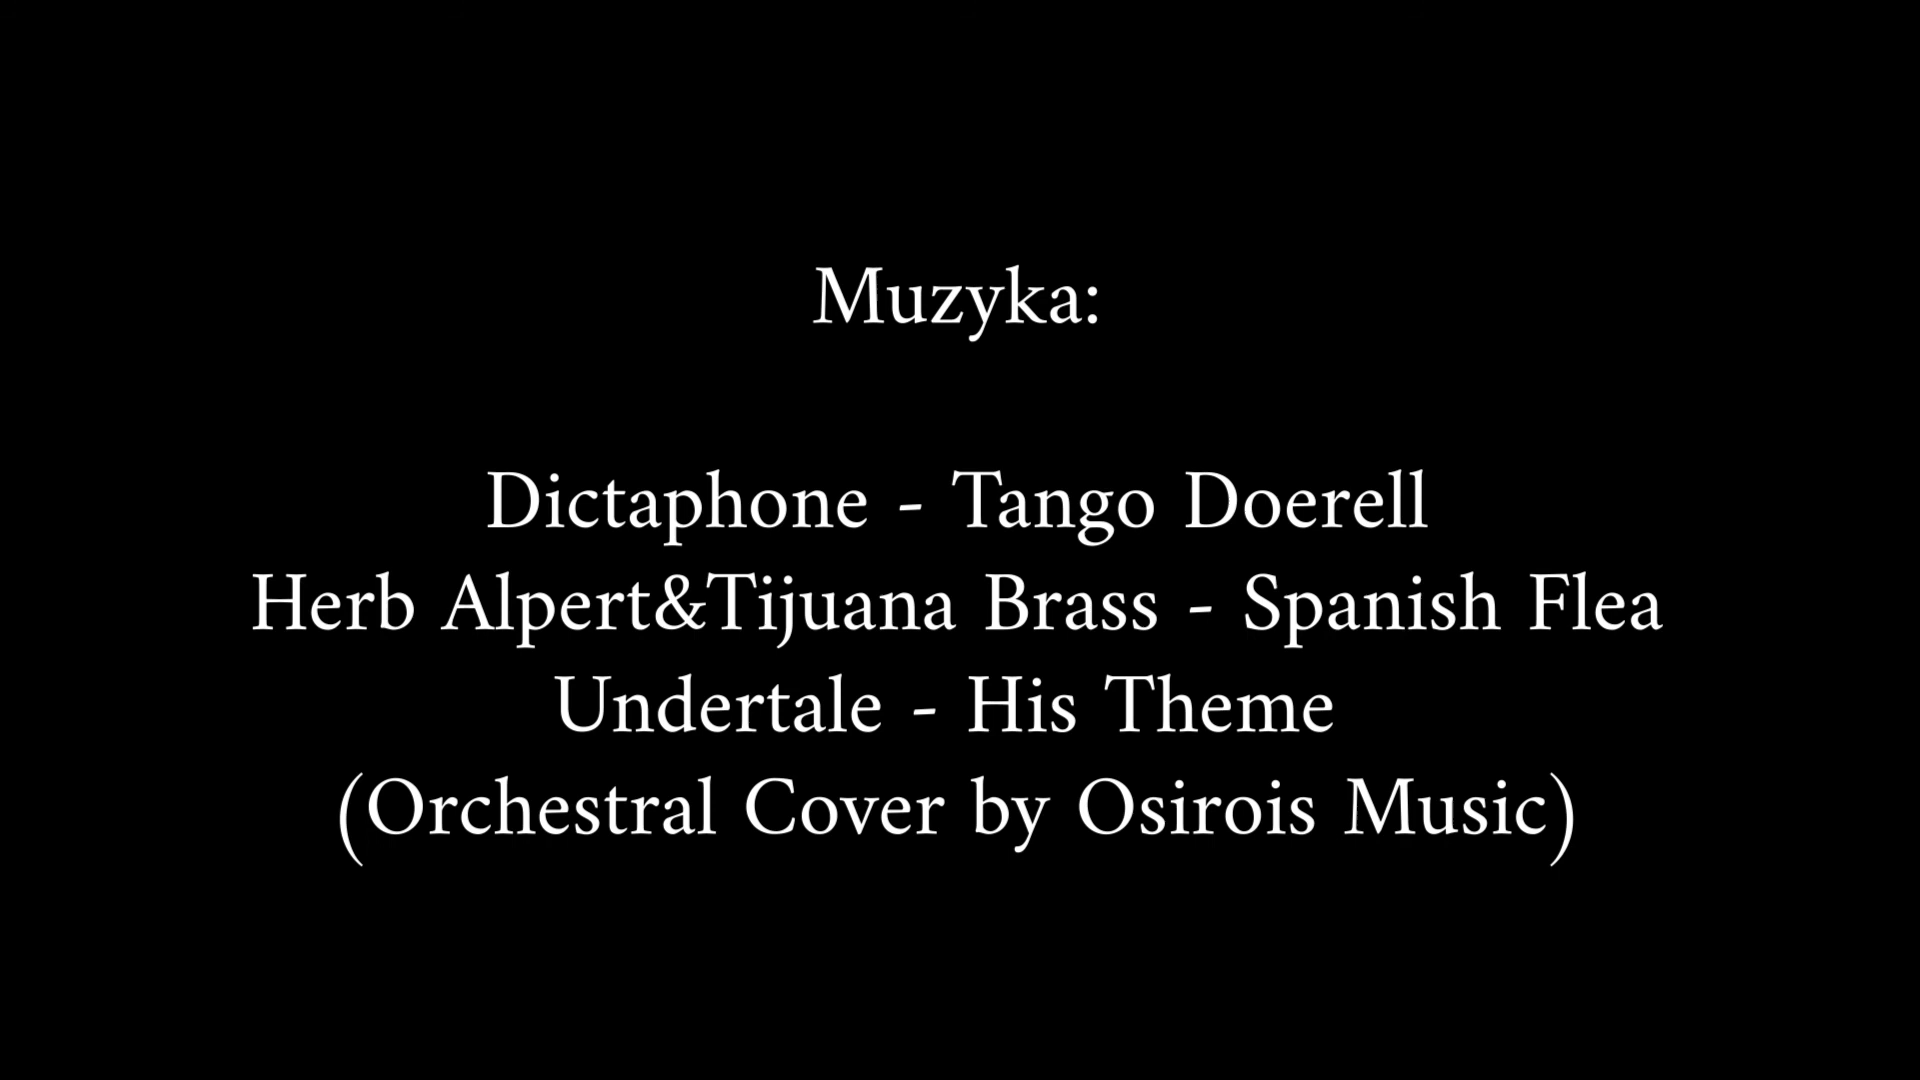 Muzyka:
Dictaphone - Tango Doerell
Herb Alpert&Tijuana Brass - Spanish Flea
Undertale - His Theme
(Orchestral Cover by Osirois Music)